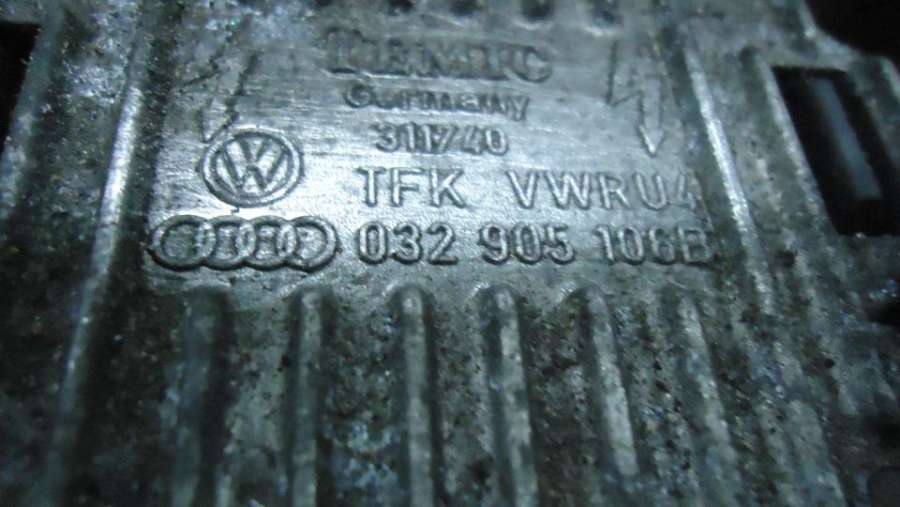 TEMIC
Germany
311740
TFK VWRU4
032 905 106B